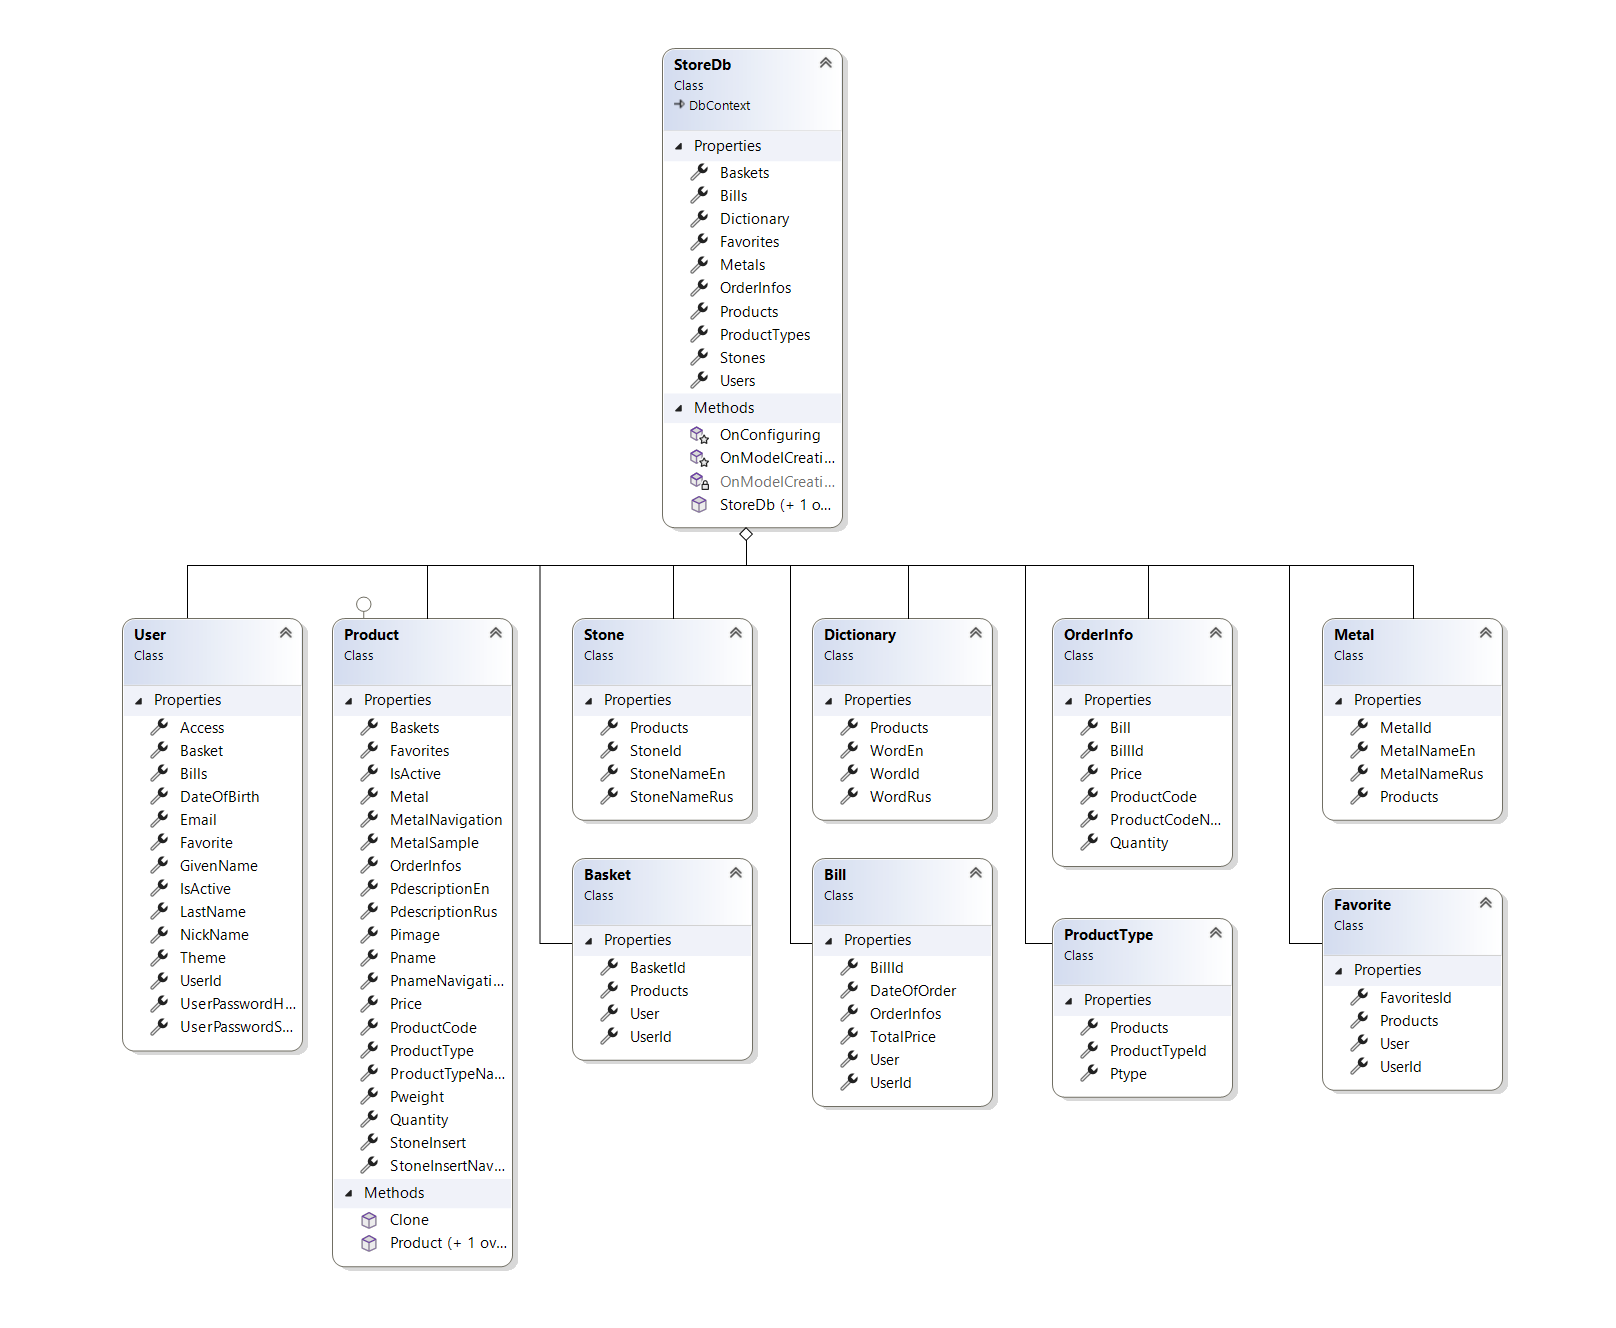 StoreDb
Class
DbContext
Properties
Baskets
Bills
Dictionary
Favorites
Metals
OrderInfos
Products
ProductTypes
Stones
Users
Methods
OnConfiguring
OnModelCreati...
OnModelCreati...
StoreDb (+ 1 o...
User
Class
Properties
Access
Basket
Bills
DateOfBirth
Email
Favorite
GivenName
IsActive
LastName
NickName
Theme
UserId
UserPasswordH...
UserPasswordS...
Product
Class
Properties
Baskets
Favorites
IsActive
Metal
MetalNavigation
MetalSample
OrderInfos
PdescriptionEn
PdescriptionRus
Pimage
Pname
PnameNavigati...
Price
ProductCode
ProductType
ProductTypeNa...
Pweight
Quantity
StoneInsert
StoneInsertNav...
Methods
Clone
Product (+ 1 ov...
Stone
Class
Properties
Products
StoneId
StoneNameEn
StoneNameRus
Basket
Class
Properties
BasketId
Products
User
UserId
Dictionary
Class
Properties
Products
WordEn
WordId
WordRus
Bill
Class
Properties
BillId
DateOfOrder
OrderInfos
TotalPrice
User
UserId
OrderInfo
Class
Properties
Bill
BillId
Price
ProductCode
ProductCodeN...
Quantity
ProductType
Class
Properties
Products
ProductTypeId
Ptype
Metal
Class
Properties
MetalId
MetalNameEn
MetalNameRus
Products
Favorite
Class
Properties
FavoritesId
Products
User
UserId